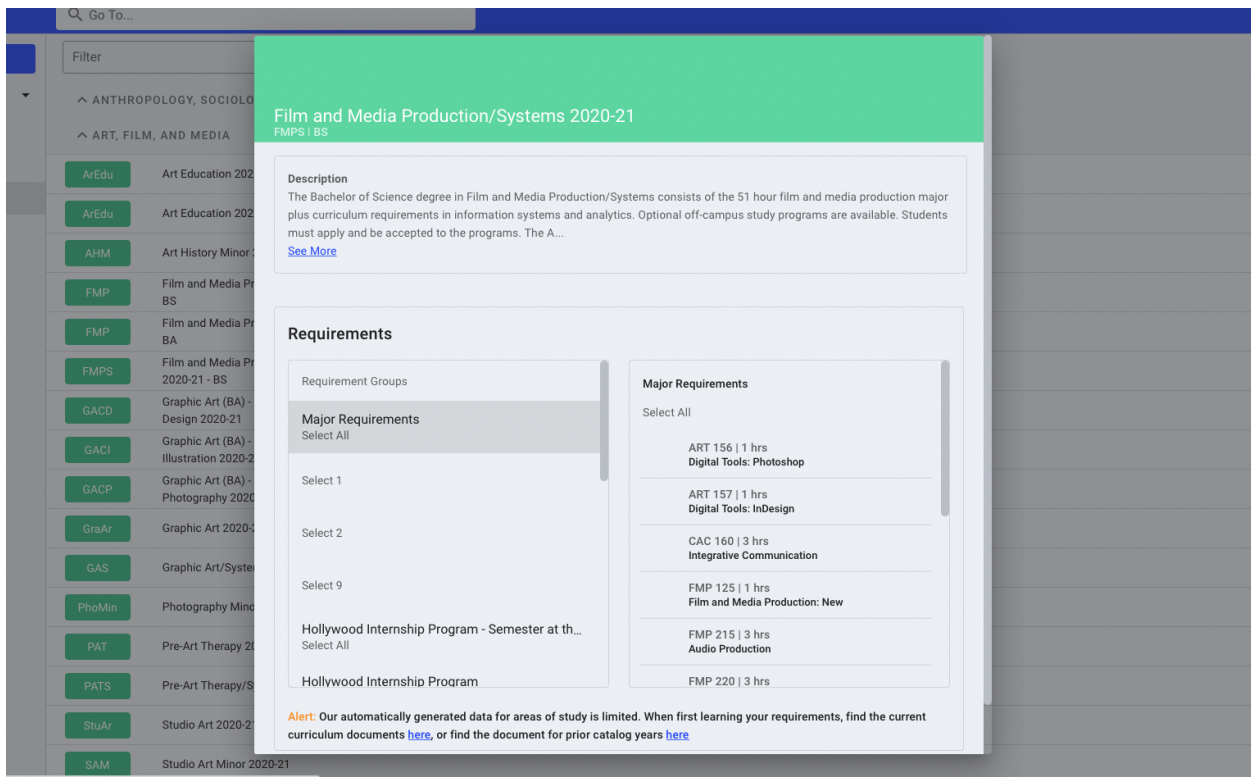 Go To...
Filter
ANTHROPOLOGY, SOCIOLO
ART, FILM, AND MEDIA
ArEdu Art Education 202
ArEdu Art Education 202
AHM Art History Minor
FMP Film and Media Pr
BS
FMP Film and Media Pr
BA
FMPS Film and Media Pr
2020-21 - BS
GACD Graphic Art (BA) -
Design 2020-21
GACI Graphic Art (BA) -
Illustration 2020-2
GACP Graphic Art (BA) -
Photography 2020
GraAr Graphic Art 2020-2
GAS Graphic Art/Syste
PhoMin Photography Mino
PAT Pre-Art Therapy 20
PATS Pre-Art Therapy/S
StuAr Studio Art 2020-2
SAM Studio Art Minor 2020-21
Film and Media Production/Systems 2020-21
FMPS | BS
Description
The Bachelor of Science degree in Film and Media Production/Systems consists of the 51 hour film and media production major
plus curriculum requirements in information systems and analytics. Optional off-campus study programs are available. Students
must apply and be accepted to the programs. The A...
See More
Requirements
Requirement Groups
Major Requirements
Select All
Select 1
Select 2
Select 9
Hollywood Internship Program - Semester at th...
Select All
Hollywood Internship Program
Major Requirements
Select All
ART 156 | 1 hrs
Digital Tools: Photoshop
ART 157 | 1 hrs
Digital Tools: InDesign
CAC 160 | 3 hrs
Integrative Communication
FMP 125 | 1 hrs
Film and Media Production: New
FMP 215 | 3 hrs
Audio Production
FMP 220 | 3 hrs
Alert: Our automatically generated data for areas of study is limited. When first learning your requirements, find the current
curriculum documents here, or find the document for prior catalog years here